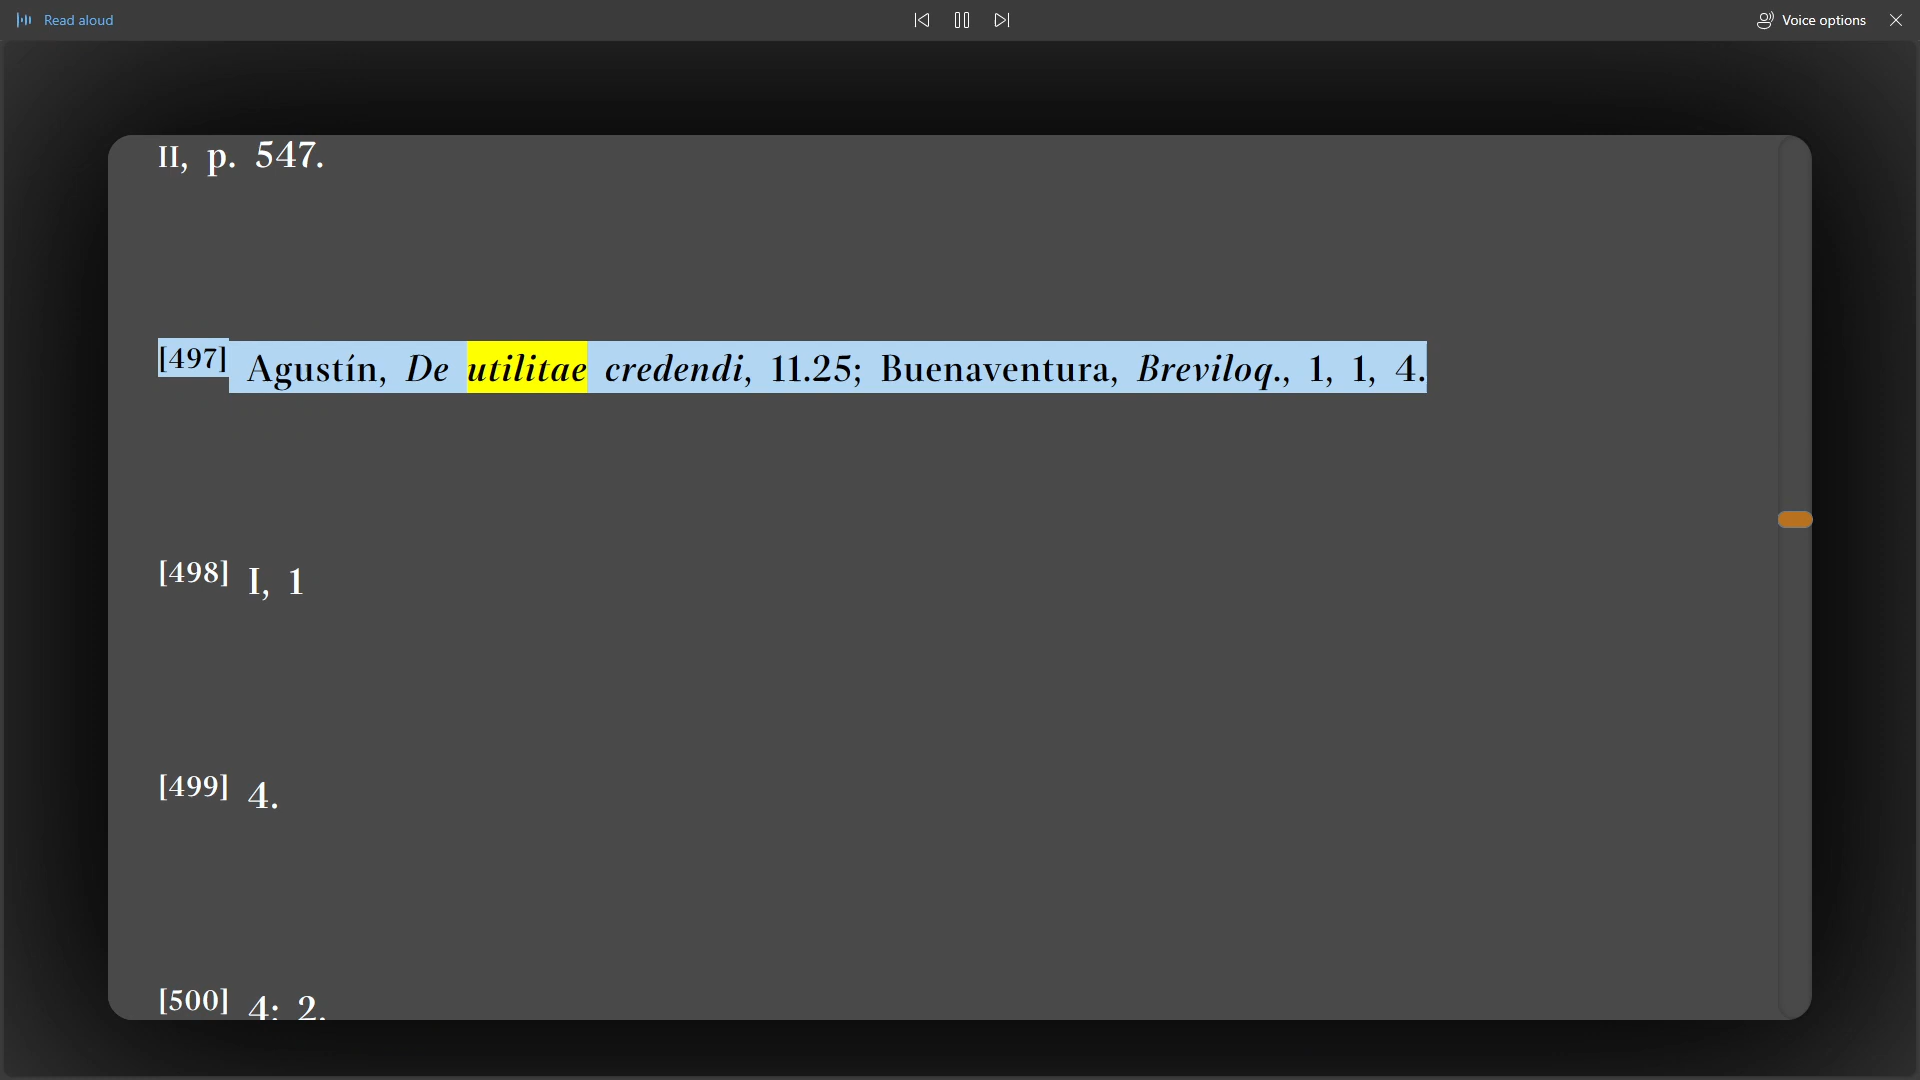 Read aloud
Voice options
II, p. 547.
[497] Agustín, De utilitae credendi, 11.25; Buenaventura, Breviloq., 1, 1, 4.
[498] I, 1
[499] 4.
[500] 4; 2.